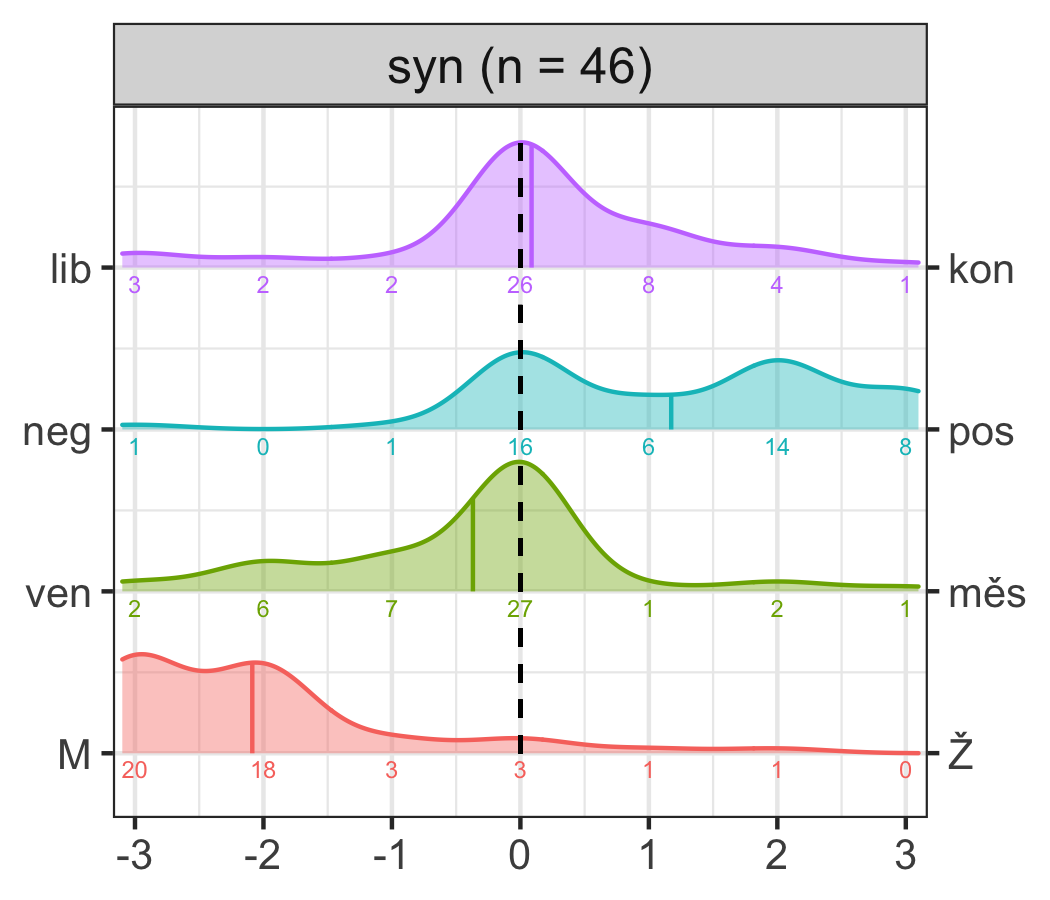 syn (n = 46)
lib kon
3 2 2 26 8 4 1
neg pos
1 0 1 16 6 14 8
ven měs
2 6 7 27 1 2 1
M Ž
20 18 3 3 1 1 0
-3 -2 -1 0 1 2 3